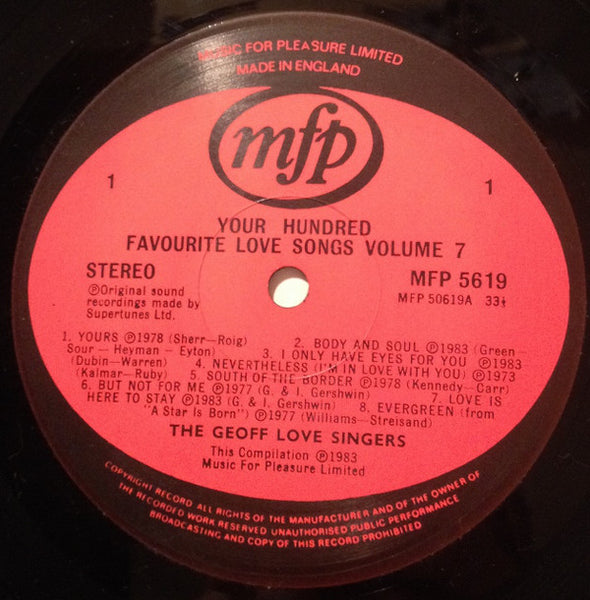 MUSIC FOR PLEASURE LIMITED
MADE IN ENGLAND
mfp
1 1
YOUR HUNDRED
FAVOURITE LOVE SONGS VOLUME 7
STEREO MFP 5619
℗Original sound MFP 50619A 33⅓
recordings made by
Supertunes Ltd.
1. YOURS ℗1978 (Sherr-Roig) 2. BODY AND SOUL ℗1983 (Green-
Sour - Heyman - Eyton) 3. I ONLY HAVE EYES FOR YOU ℗1983
(Dubin-Warren) 4. NEVERTHELESS (I'M IN LOVE WITH YOU) ℗1973
(Kalmar-Ruby) 5. SOUTH OF THE BORDER ℗1978 (Kennedy-Carr)
6. BUT NOT FOR ME ℗1977 (G. & I. Gershwin) 7. LOVE IS
HERE TO STAY ℗1983 (G. & I. Gershwin) 8. EVERGREEN (from
"A Star Is Born") ℗1977 (Williams-Streisand)
THE GEOFF LOVE SINGERS
This Compilation ℗1983
Music For Pleasure Limited
COPYRIGHT RECORD ALL RIGHTS OF THE MANUFACTURER AND OF THE OWNER OF
THE RECORDED WORK RESERVED UNAUTHORISED PUBLIC PERFORMANCE
BROADCASTING AND COPY OF THIS RECORD PROHIBITED